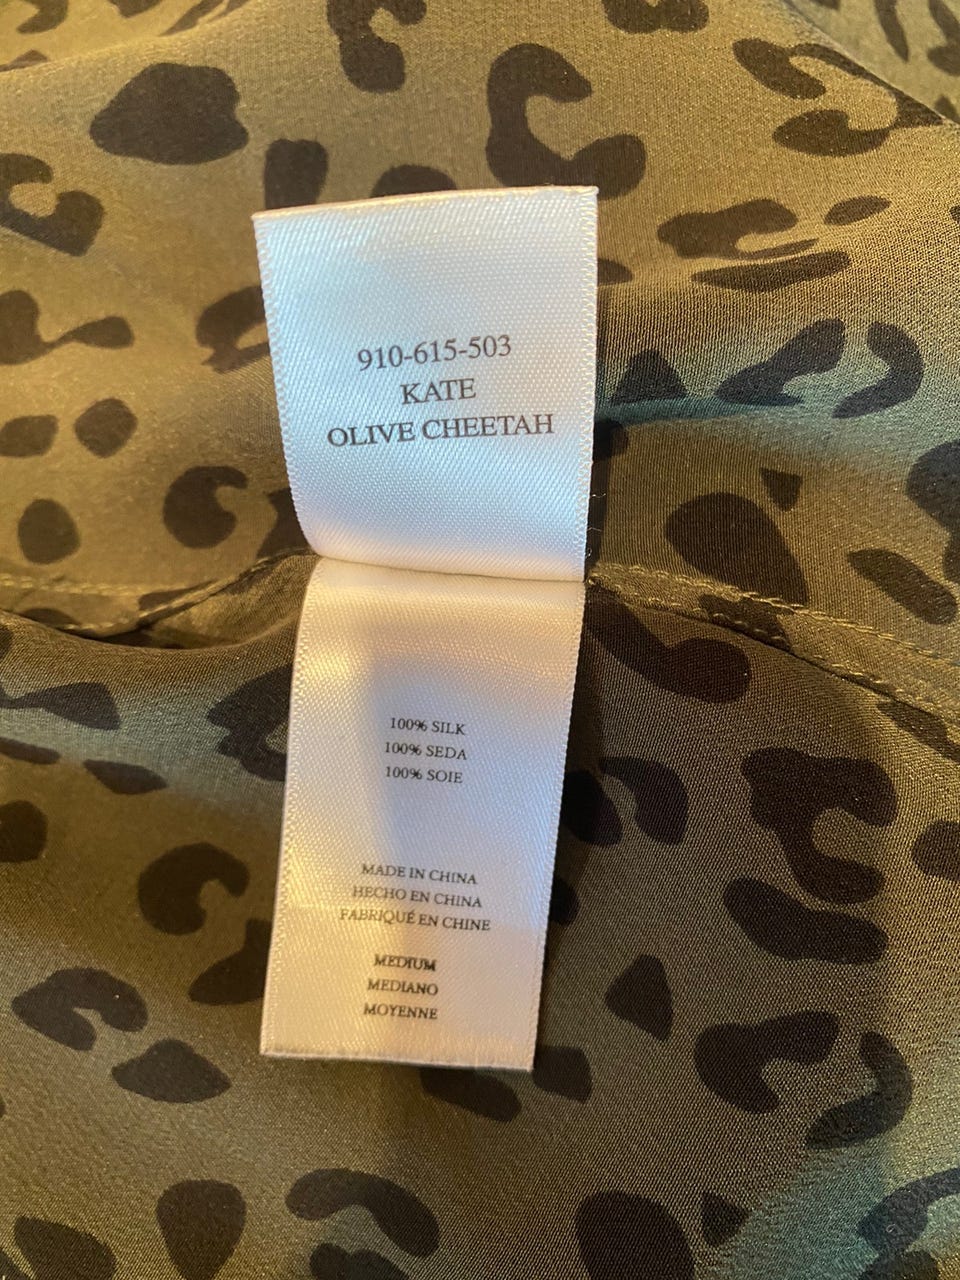 910-615-503
KATE
OLIVE CHEETAH
100% SILK
100% SEDA
100% SOIE
MADE IN CHINA
HECHO EN CHINA
FABRIQUÉ EN CHINE
MEDIUM
MEDIANO
MOYENNE